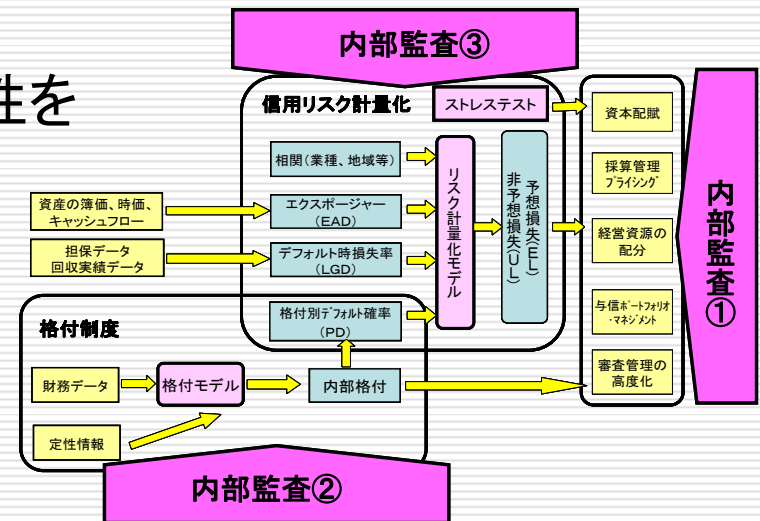 内部監査③
性を
信用リスク計量化
ストレステスト
資本配賦
相関(業種、地域等)
採算管理
プライシング
資産の簿価、時価、
キャッシュフロー
エクスポージャー
(EAD)
リスク計量化モデル
予想損失(EL)
非予想損失(UL)
経営資源の
配分
内部監査①
担保データ
回収実績データ
デフォルト時損失率
(LGD)
格付制度
格付別デフォルト確率
(PD)
与信ポートフォリオ
・マネジメント
財務データ
格付モデル
内部格付
審査管理の
高度化
定性情報
内部監査②